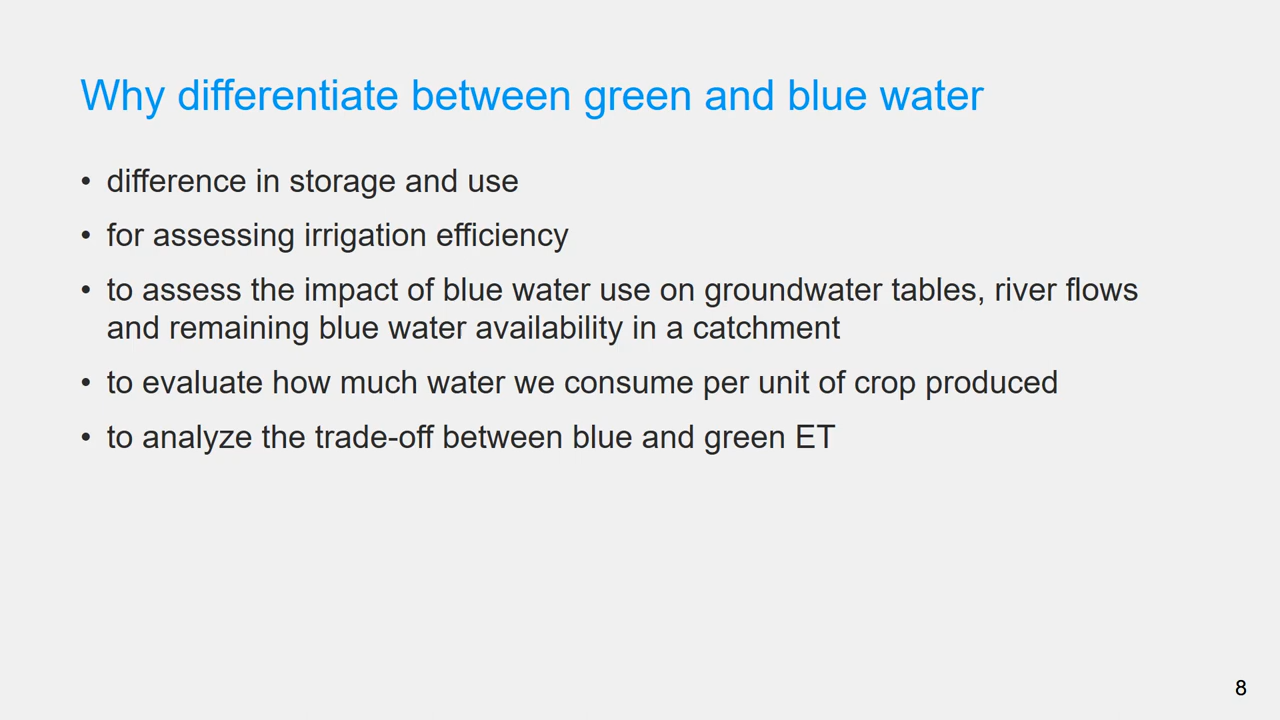 Why differentiate between green and blue water
• difference in storage and use
• for assessing irrigation efficiency
• to assess the impact of blue water use on groundwater tables, river flows
and remaining blue water availability in a catchment
• to evaluate how much water we consume per unit of crop produced
• to analyze the trade-off between blue and green ET
8